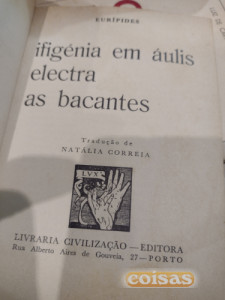 EURÍPIDES
ifigénia em áulis
electra
as bacantes
Tradução de
NATÁLIA CORREIA
LVX
LIVRARIA CIVILIZAÇÃO — EDITORA
Rua Alberto Aires de Gouveia, 27 — PORTO
coisas